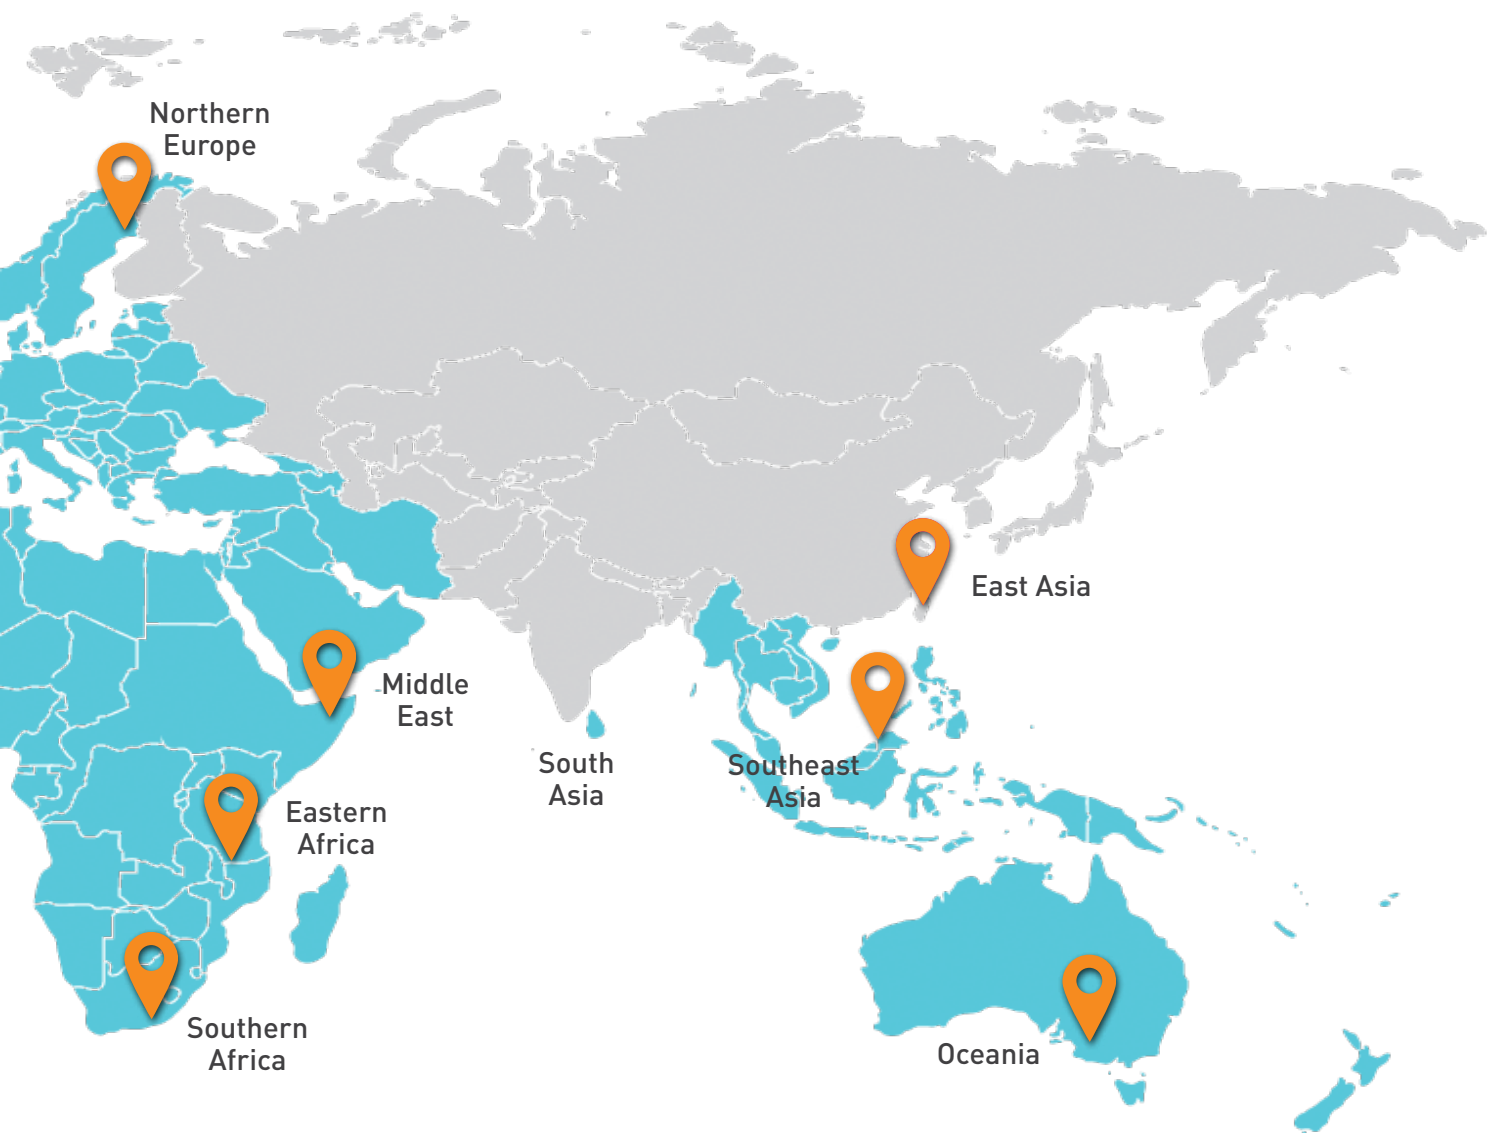 Northern
Europe
East Asia
Middle
East
South
Asia
Southeast
Asia
Eastern
Africa
Southern
Africa
Oceania